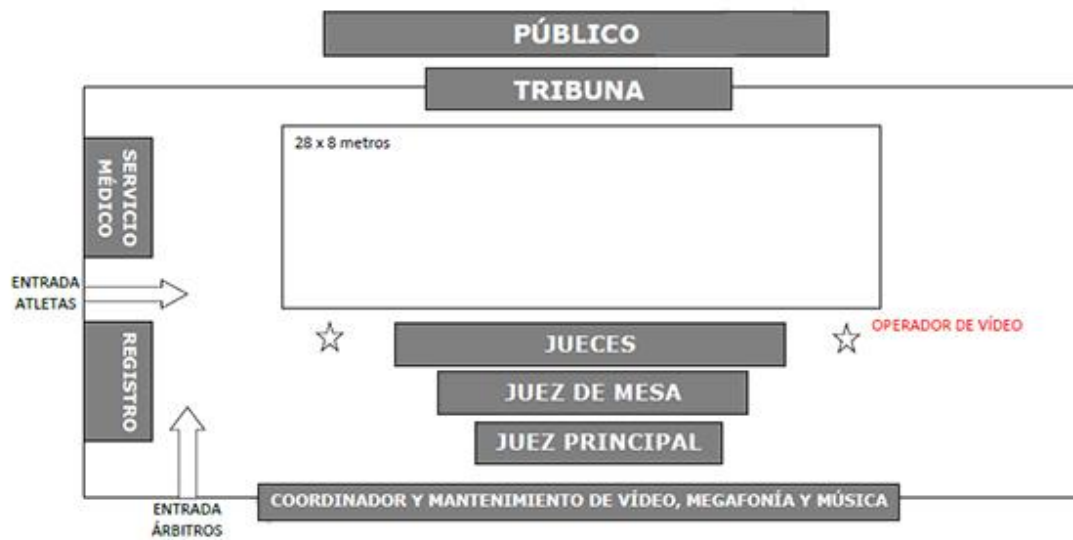 PÚBLICO
TRIBUNA
28 x 8 metros
SERVICIO
MÉDICO
ENTRADA
ATLETAS
REGISTRO
OPERADOR DE VÍDEO
JUECES
JUEZ DE MESA
JUEZ PRINCIPAL
COORDINADOR Y MANTENIMIENTO DE VÍDEO, MEGAFONÍA Y MÚSICA
ENTRADA
ÁRBITROS